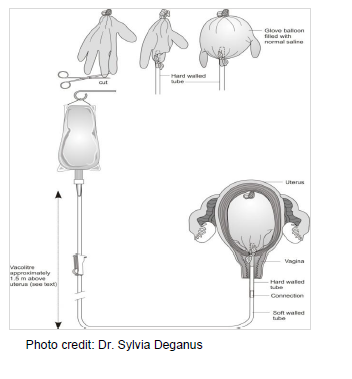 Glove balloon
filled with
normal saline
Hard walled
tube
cut
Uterus
Vacolitre
approximately
1.5 m above
uterus (see text)
Vagina
Hard walled
tube
Connection
Soft walled
tube
Photo credit: Dr. Sylvia Deganus